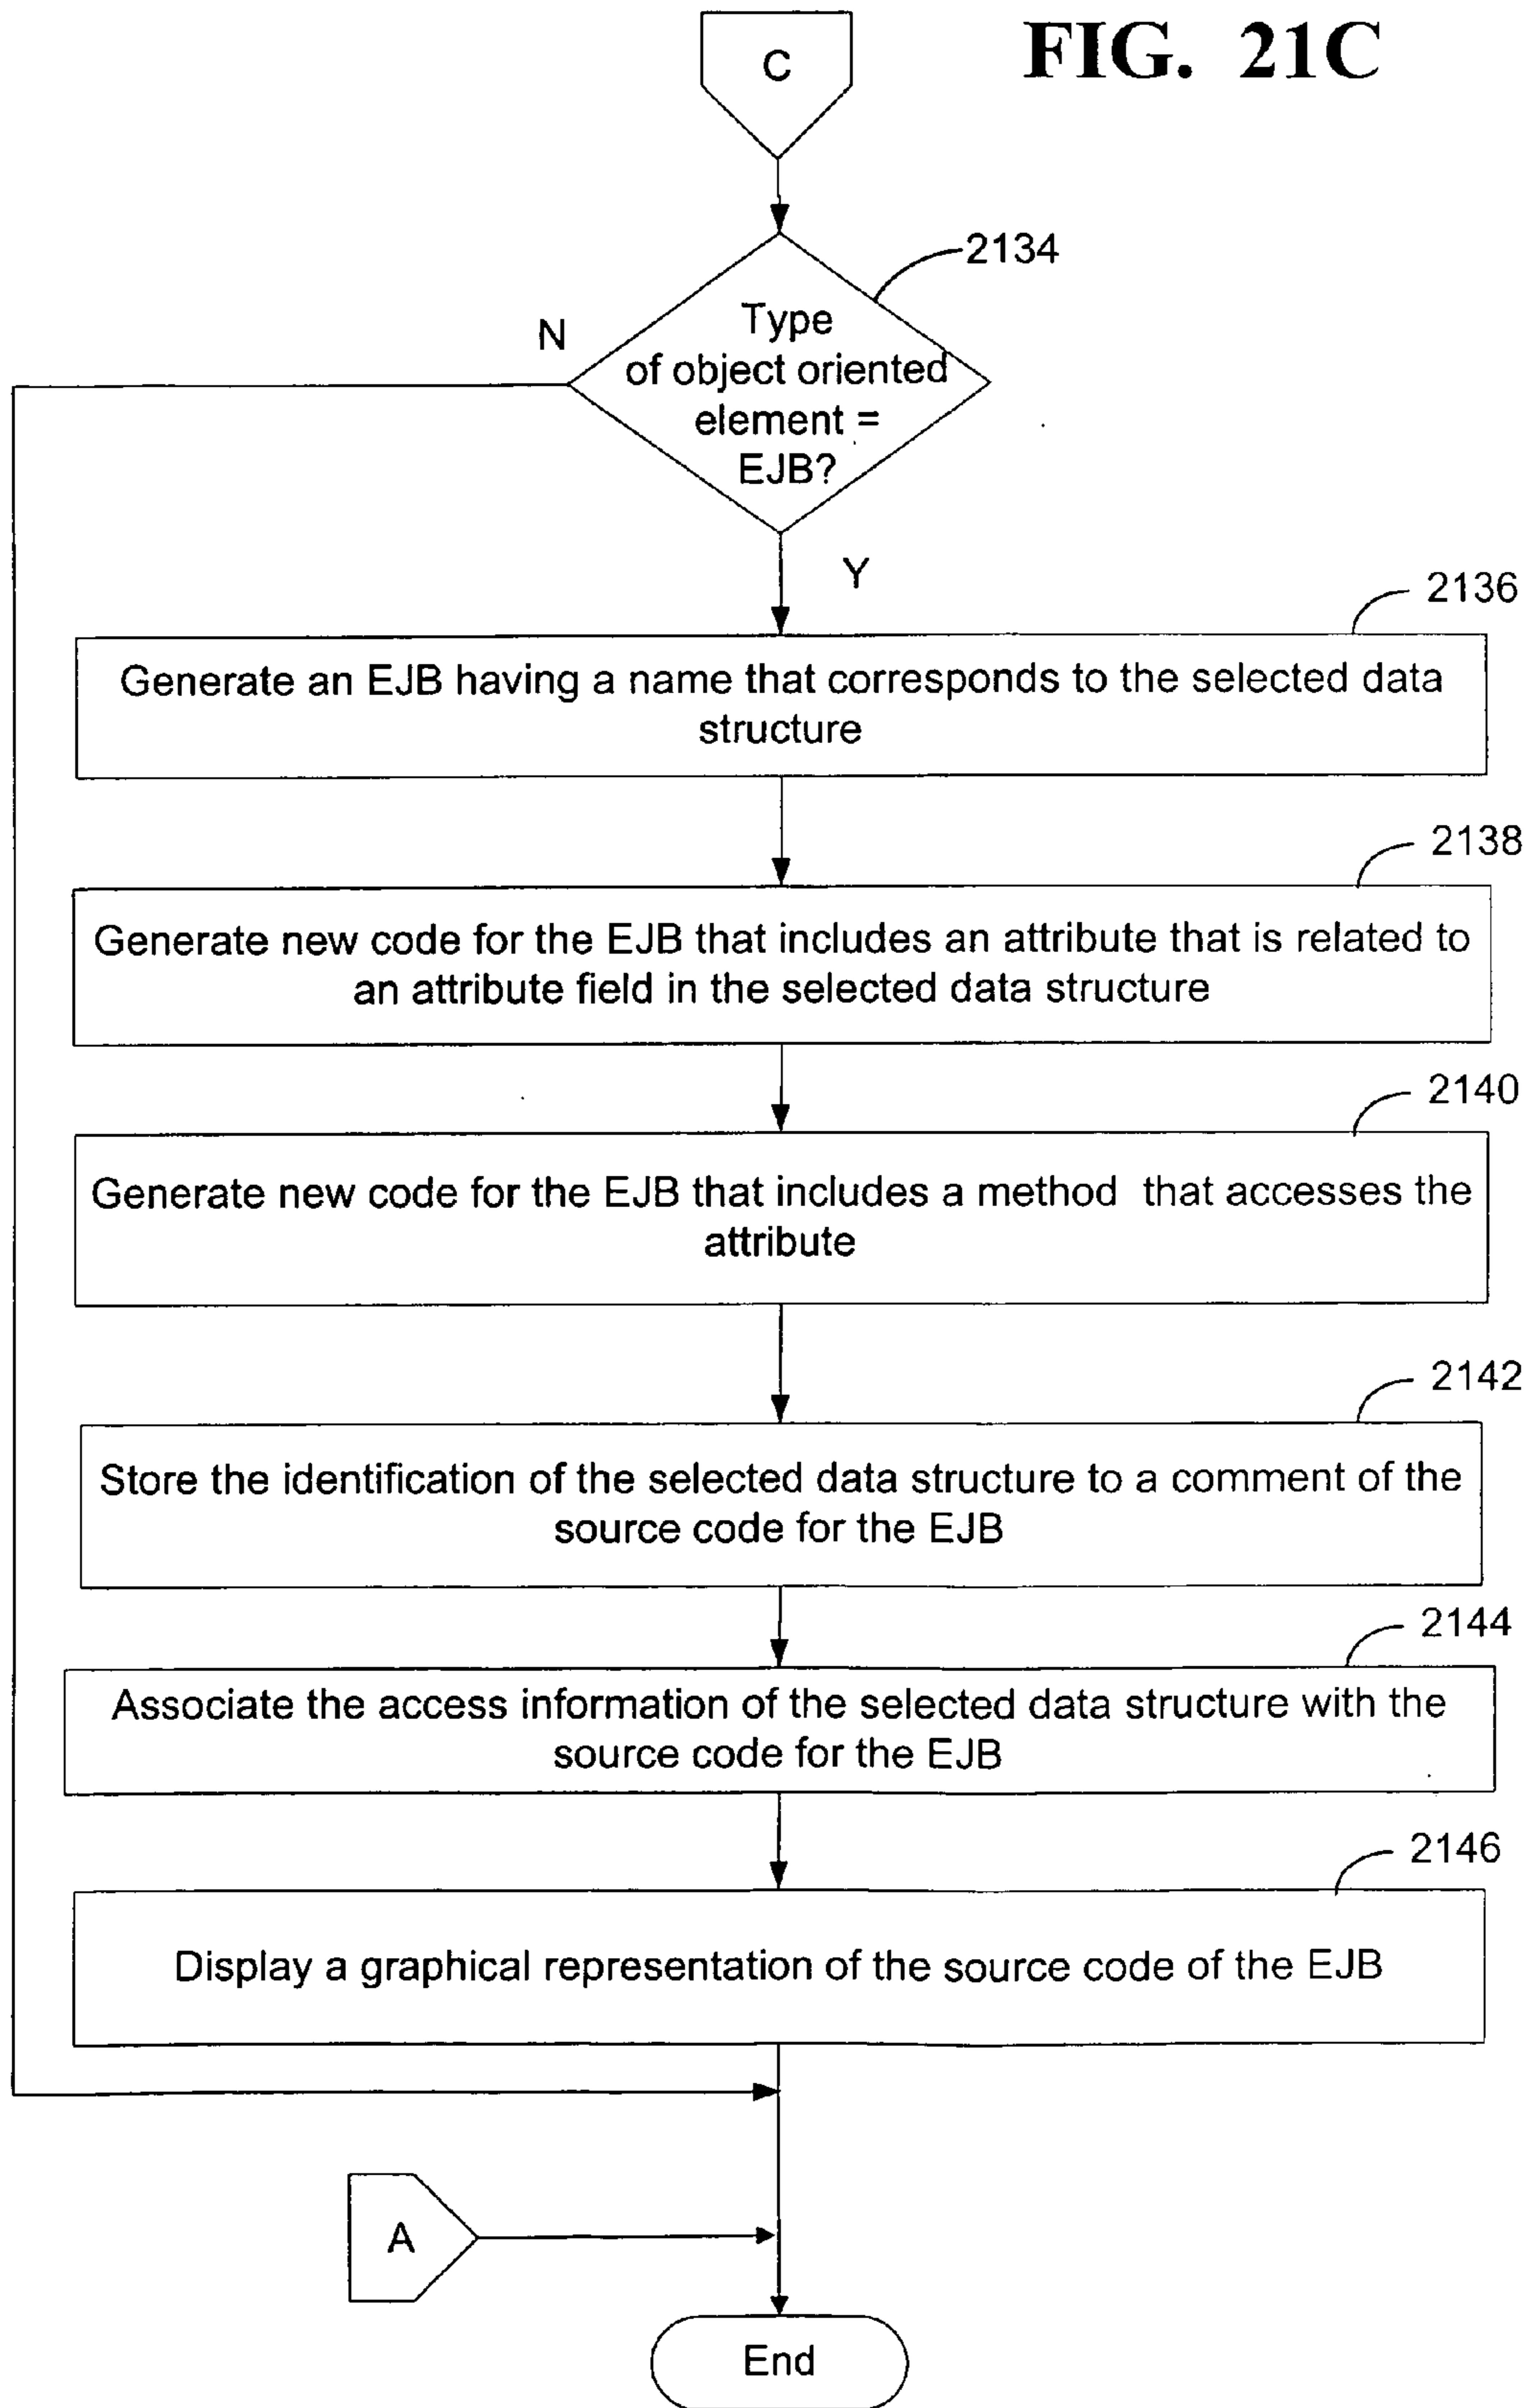 FIG. 21C
C
2134
N
Type
of object oriented
element =
EJB?
Y
2136
Generate an EJB having a name that corresponds to the selected data
structure
2138
Generate new code for the EJB that includes an attribute that is related to
an attribute field in the selected data structure
2140
Generate new code for the EJB that includes a method that accesses the
attribute
2142
Store the identification of the selected data structure to a comment of the
source code for the EJB
2144
Associate the access information of the selected data structure with the
source code for the EJB
2146
Display a graphical representation of the source code of the EJB
A
End